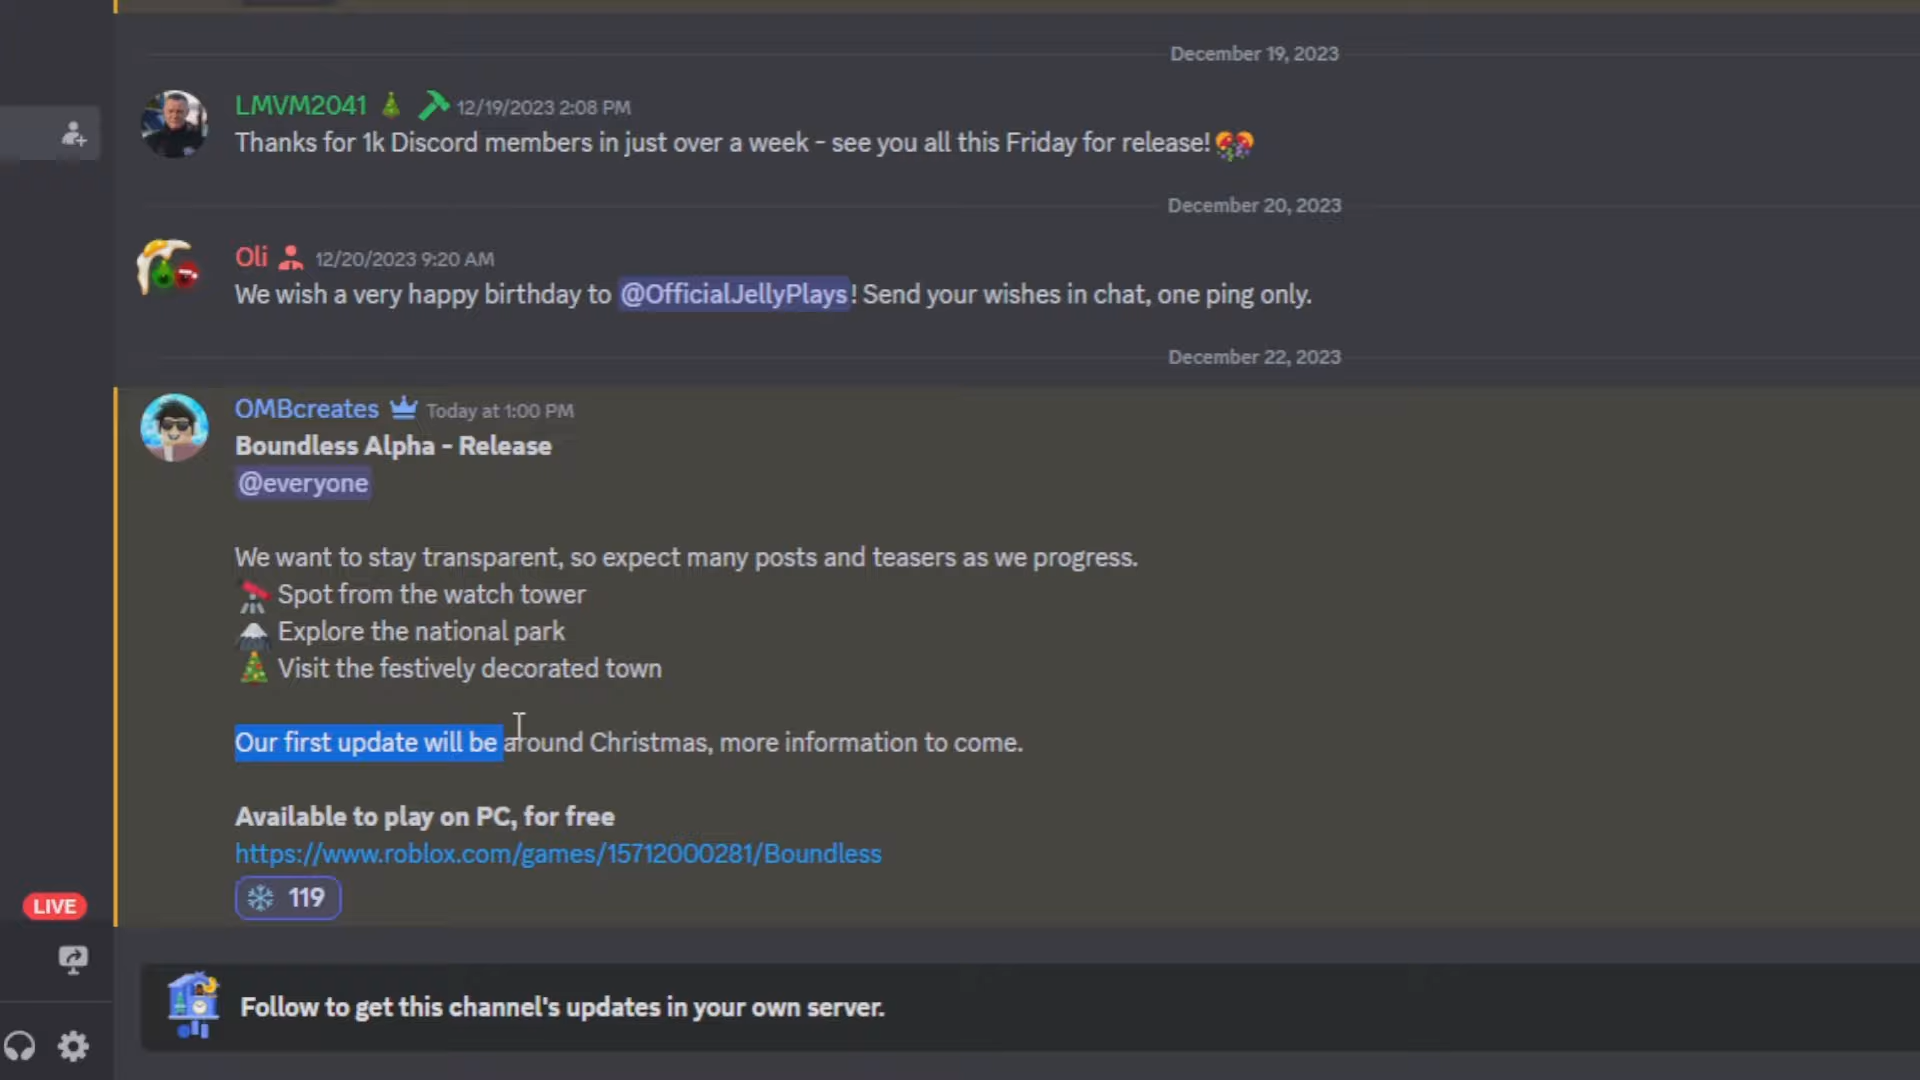 December 19, 2023
LMVM2041 12/19/2023 2:08 PM
Thanks for 1k Discord members in just over a week - see you all this Friday for release!
December 20, 2023
Oli 12/20/2023 9:20 AM
We wish a very happy birthday to @OfficialJellyPlays! Send your wishes in chat, one ping only.
December 22, 2023
OMBcreates Today at 1:00 PM
Boundless Alpha - Release
@everyone
We want to stay transparent, so expect many posts and teasers as we progress.
Spot from the watch tower
Explore the national park
Visit the festively decorated town
Our first update will be around Christmas, more information to come.
Available to play on PC, for free
https://www.roblox.com/games/15712000281/Boundless
119
LIVE
Follow to get this channel's updates in your own server.